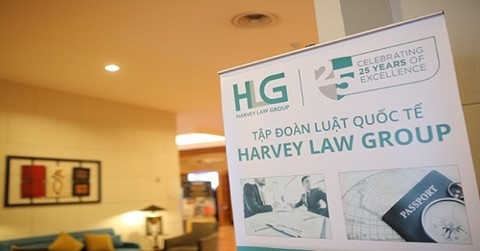 HLG
HARVEY LAW GROUP
25
CELEBRATING
25 YEARS OF
EXCELLENCE
TẬP ĐOÀN LUẬT QUỐC TẾ
HARVEY LAW GROUP
PASSPORT